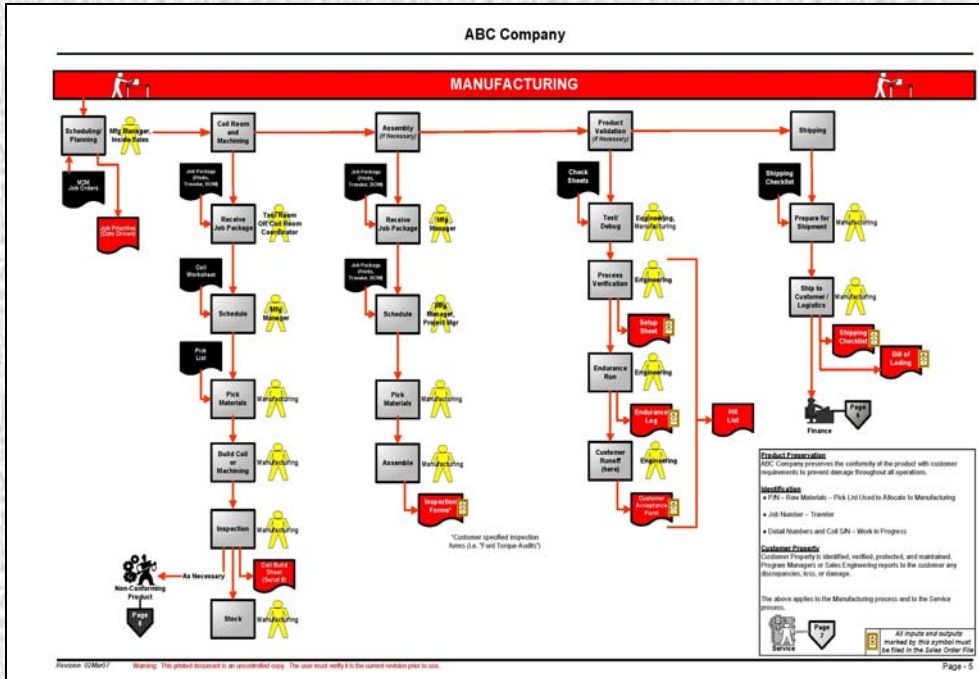 ABC Company
MANUFACTURING
Scheduling/
Planning
Mfg Manager,
Inside Sales
M2M
Job Orders
Job Priorities
(Date Driven)
Coil Room
and
Machining
Job Package
(Prints,
Traveler, BOM)
Receive
Job Package
Tool Room
OR Coil Room
Coordinator
Coil
Worksheet
Schedule
Mfg
Manager
Pick
List
Pick
Materials
Manufacturing
Build Coil
or
Machining
Manufacturing
Inspection
Manufacturing
As Necessary
Non-Conforming
Product
Page
Coil Build
Sheet
(Serial #)
Stock
Manufacturing
Assembly
(If Necessary)
Job Package
(Prints,
Traveler, BOM)
Receive
Job Package
Mfg
Manager
Job Package
(Prints,
Traveler, BOM)
Schedule
Mfg
Manager,
Project Mgr
Pick
Materials
Manufacturing
Assemble
Manufacturing
Inspection
Forms*
*Customer specified inspection
forms (i.e. "Ford Torque Audits")
Product
Validation
(If Necessary)
Check
Sheets
Test/
Debug
Engineering,
Manufacturing
Process
Verification
Engineering
Setup
Sheet
Endurance
Run
Engineering
Endurance
Log
Hit
List
Customer
Runoff
(here)
Engineering
Customer
Acceptance
Form
Shipping
Shipping
Checklist
Prepare for
Shipment
Manufacturing
Ship to
Customer /
Logistics
Manufacturing
Shipping
Checklist
Bill of
Lading
Finance
Page
6
Product Preservation
ABC Company preserves the conformity of the product with customer
requirements to prevent damage throughout all operations.
Identification
• P/N – Raw Materials – Pick List Used to Allocate to Manufacturing
• Job Number – Traveler
• Detail Numbers and Coil S/N – Work in Progress
Customer Property
Customer Property is identified, verified, protected, and maintained.
Program Managers or Sales Engineering reports to the customer any
discrepancies, loss, or damage.
The above applies to the Manufacturing process and to the Service
process.
Service
Page
7
All inputs and outputs
marked by this symbol must
be filed in the Sales Order File
Revision 02Mar07
Warning: This printed document is an uncontrolled copy. The user must verify it is the current revision prior to use.
Page - 5